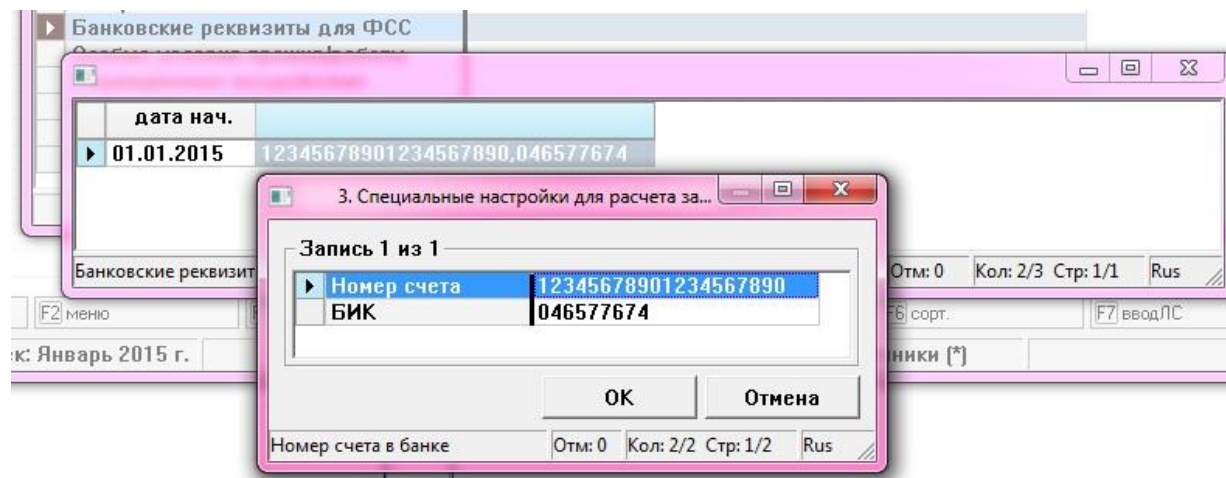 Банковские реквизиты для ФСС
дата нач.
01.01.2015 12345678901234567890,046577674
3. Специальные настройки для расчета за...
Запись 1 из 1
Номер счета 12345678901234567890
БИК 046577674
OK Отмена
Номер счета в банке Отм: 0 Кол: 2/2 Стр: 1/2 Rus
Банковские реквизит Отм: 0 Кол: 2/3 Стр: 1/1 Rus
F2 меню F6 сорт. F7 вводЛС
к: Январь 2015 г. ники (*)